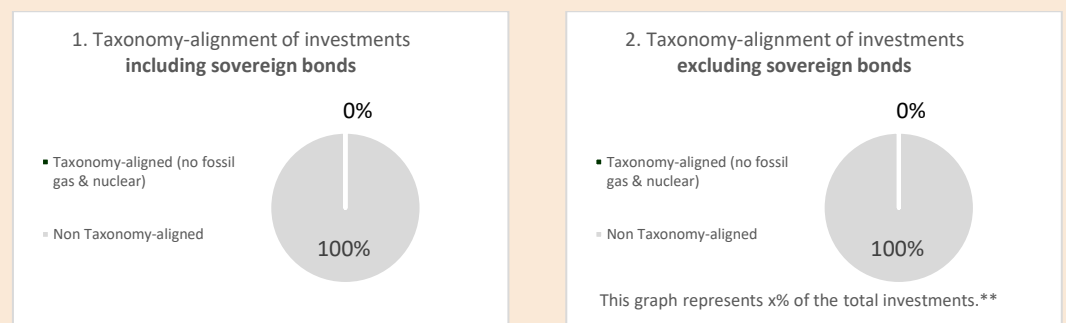 1. Taxonomy-alignment of investments
including sovereign bonds
0%
Taxonomy-aligned (no fossil
gas & nuclear)
Non Taxonomy-aligned
100%
2. Taxonomy-alignment of investments
excluding sovereign bonds
0%
Taxonomy-aligned (no fossil
gas & nuclear)
Non Taxonomy-aligned
100%
This graph represents x% of the total investments.**